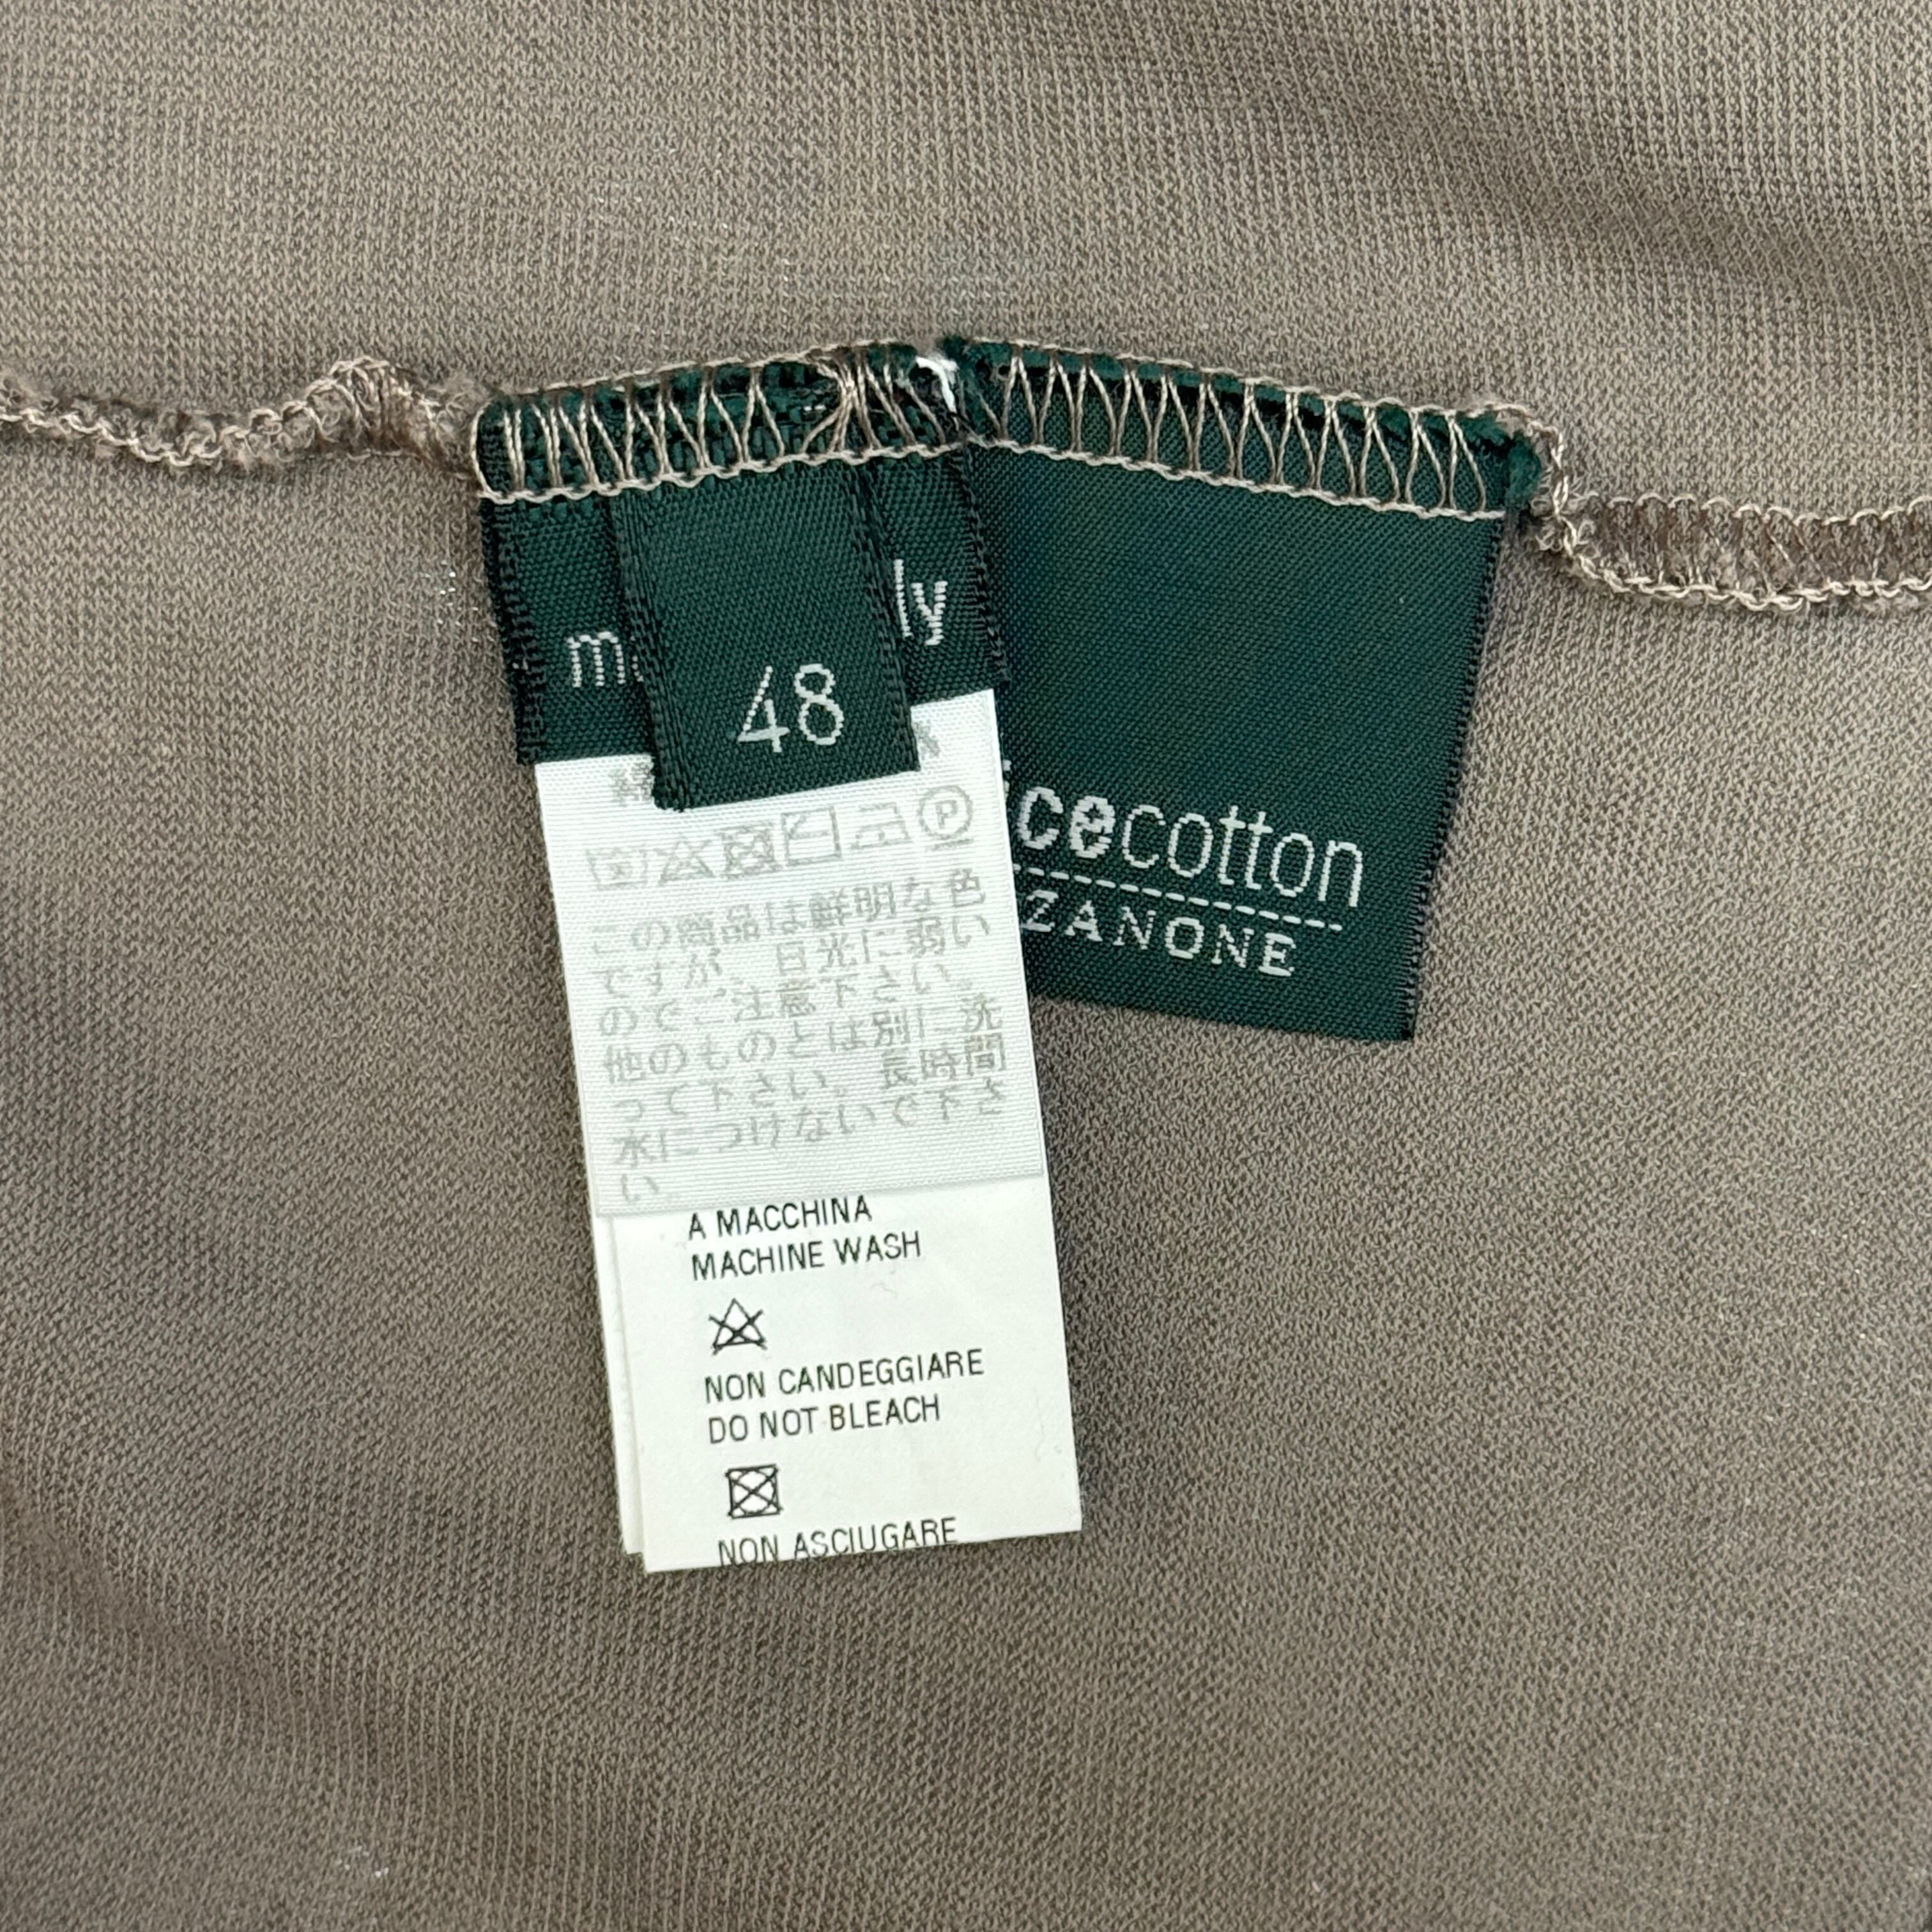 48
ly
icecotton
ZANONE
この商品は鮮明な色
ですが、日光に弱い
のでご注意下さい。
他のものとは別に洗
って下さい。長時間
水につけないで下さ
い。
A MACCHINA
MACHINE WASH
NON CANDEGGIARE
DO NOT BLEACH
NON ASCIUGARE